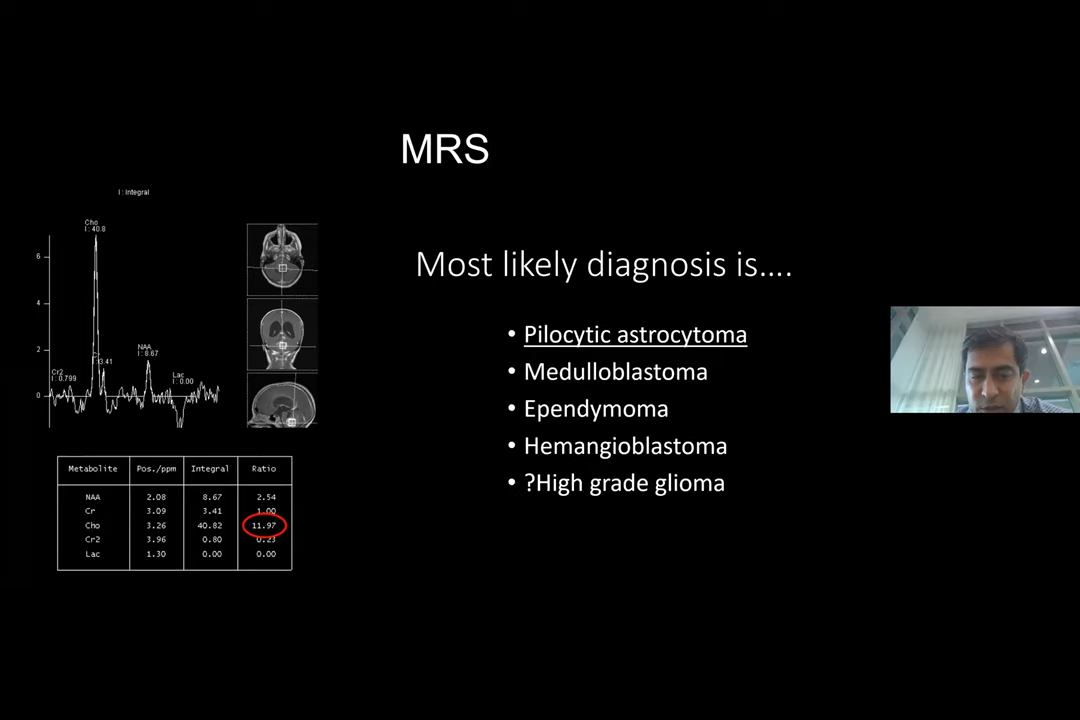 MRS
I : Integral
Cho
I : 40.8
6
4
2
0
I : 3.41
NAA
I : 8.67
Cr2
I : 0.799
Lac
I : 0.00
Most likely diagnosis is....
• Pilocytic astrocytoma
• Medulloblastoma
• Ependymoma
• Hemangioblastoma
• ?High grade glioma
Metabolite Pos./ppm Integral Ratio
NAA 2.08 8.67 2.54
Cr 3.09 3.41 1.00
Cho 3.26 40.82 11.97
Cr2 3.96 0.80 0.23
Lac 1.30 0.00 0.00